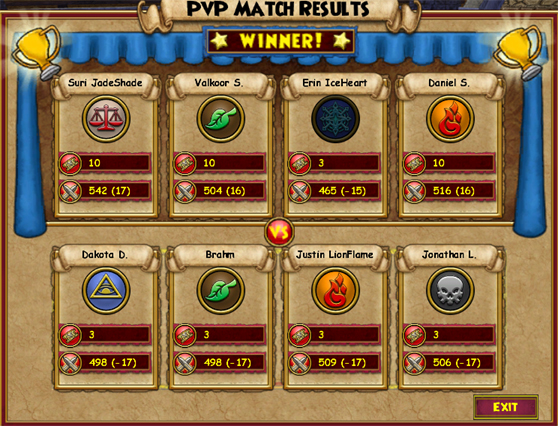 PVP MATCH RESULTS
WINNER!
Suri JadeShade
Valkoor S.
Erin IceHeart
Daniel S.
10
10
3
10
542 (17)
504 (16)
465 (-15)
516 (16)
VS
Dakota D.
Brahm
Justin LionFlame
Jonathan L.
3
3
3
3
498 (-17)
498 (-17)
509 (-17)
506 (-17)
EXIT